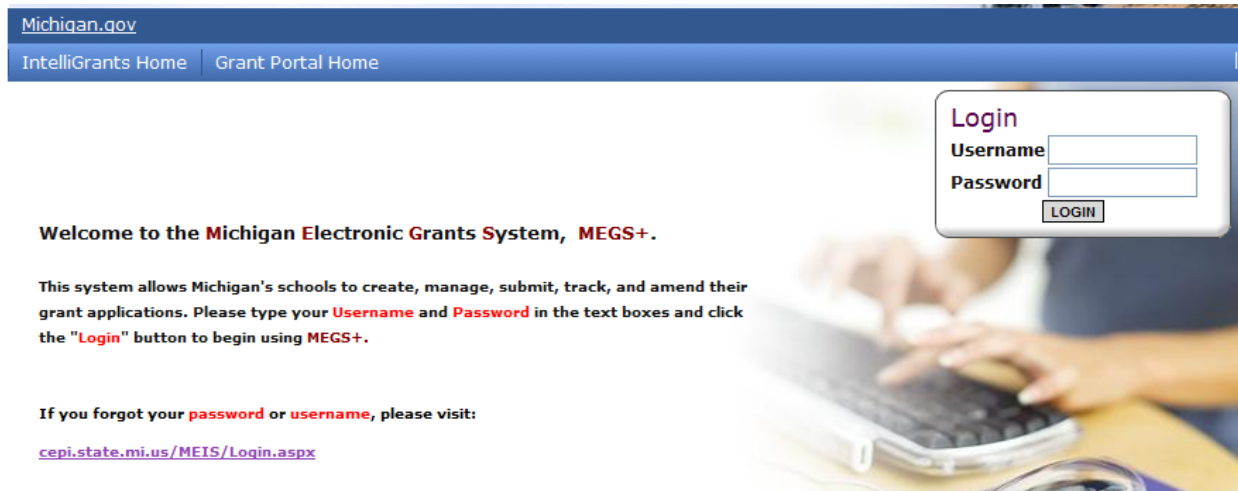 Michigan.gov
IntelliGrants Home
Grant Portal Home
Login
Username
Password
LOGIN
Welcome to the Michigan Electronic Grants System, MEGS+.
This system allows Michigan's schools to create, manage, submit, track, and amend their
grant applications. Please type your Username and Password in the text boxes and click
the "Login" button to begin using MEGS+.
If you forgot your password or username, please visit:
cepi.state.mi.us/MEIS/Login.aspx